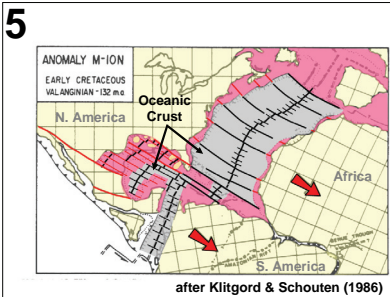 5
ANOMALY M-10N
EARLY CRETACEOUS
VALANGINIAN ~132 m.a.
N. America
Oceanic
Crust
Africa
S. America
after Klitgord & Schouten (1986)